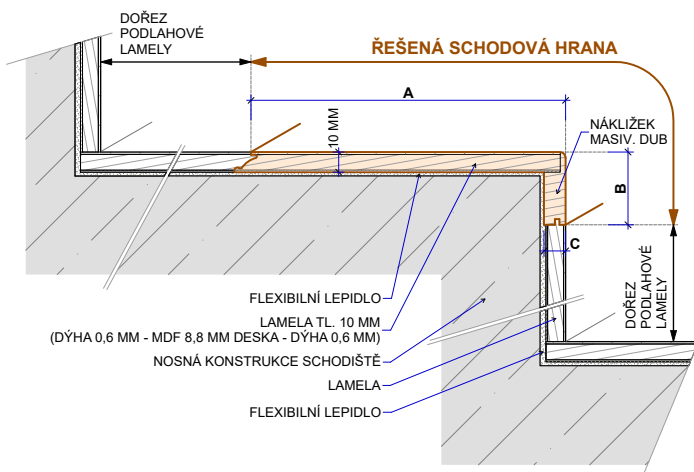 DOŘEZ
PODLAHOVÉ
LAMELY
ŘEŠENÁ SCHODOVÁ HRANA
A
10 MM
NÁKLIŽEK
MASIV. DUB
B
C
DOŘEZ
PODLAHOVÉ
LAMELY
FLEXIBILNÍ LEPIDLO
LAMELA TL. 10 MM
(DÝHA 0,6 MM - MDF 8,8 MM DESKA - DÝHA 0,6 MM)
NOSNÁ KONSTRUKCE SCHODIŠTĚ
LAMELA
FLEXIBILNÍ LEPIDLO